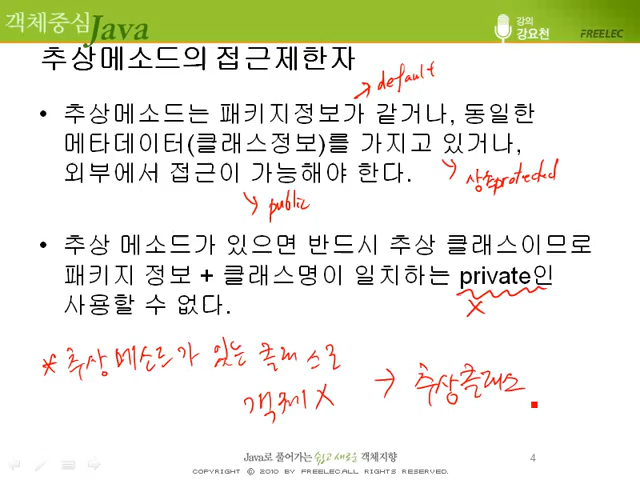 객체중심 Java
강의 강요천
FREELEC
추상메소드의 접근제한자
→ default
• 추상메소드는 패키지정보가 같거나, 동일한
메타데이터(클래스정보)를 가지고 있거나,
외부에서 접근이 가능해야 한다.
상속protected
public
• 추상 메소드가 있으면 반드시 추상 클래스이므로
패키지 정보 + 클래스명이 일치하는 private인
사용할 수 없다.
X
* 추상메소드가 있는 클래스로
객체 X → 추상클래스
Java로 풀어가는 쉽고 새로운 객체지향
4
COPYRIGHT © 2010 BY FREELEC ALL RIGHTS RESERVED.